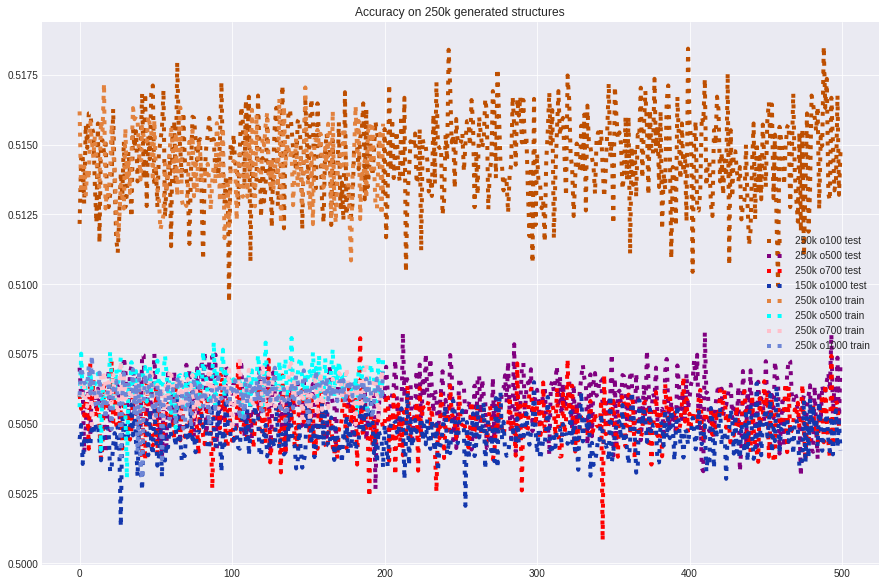 Accuracy on 250k generated structures
0.5175
0.5150
0.5125
0.5100
0.5075
0.5050
0.5025
0.5000
250k o100 test
250k o500 test
250k o700 test
150k o1000 test
250k o100 train
250k o500 train
250k o700 train
250k o1000 train
0
100
200
300
400
500